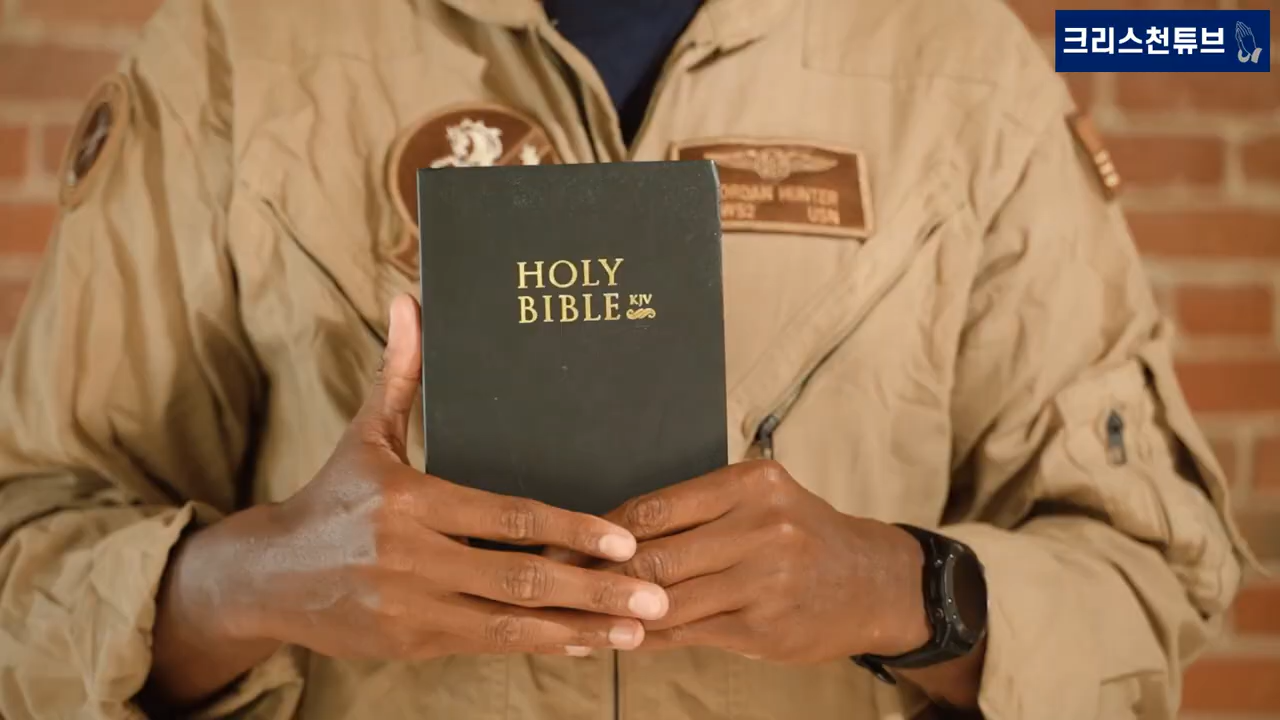 크리스천튜브
HOLY
BIBLE KJV
ORDAN HUNTER
USN